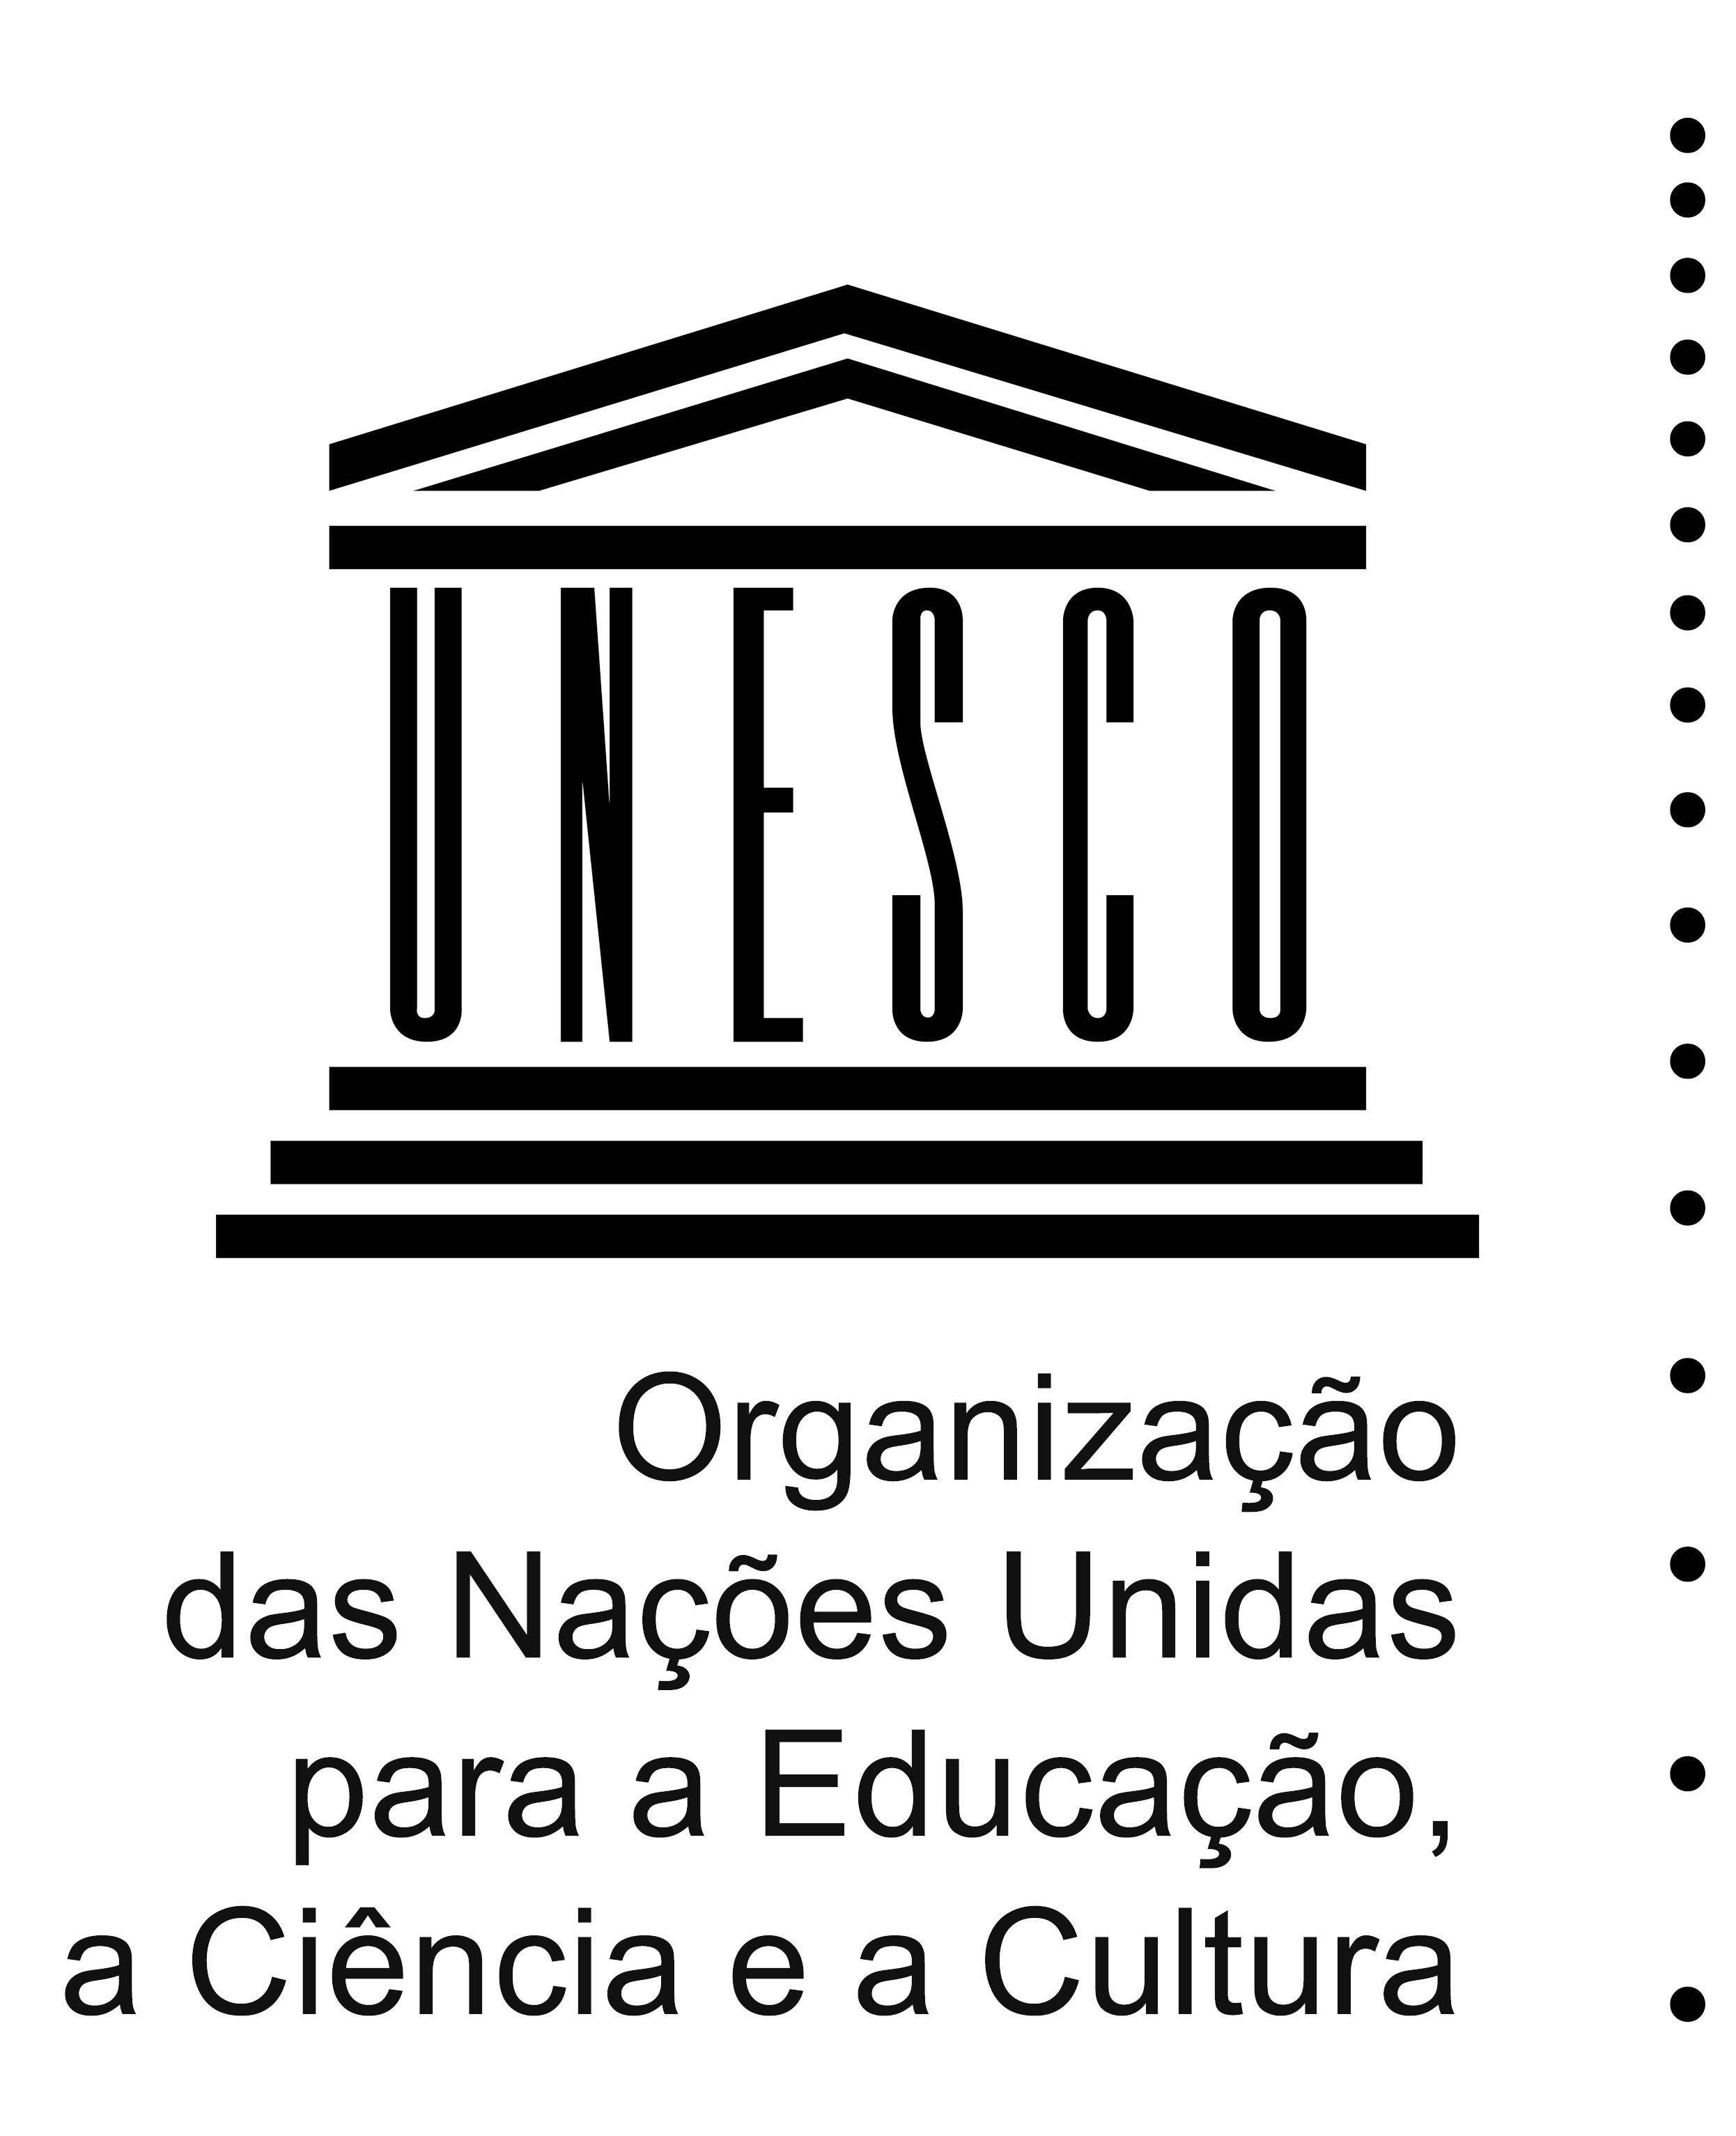 UNESCO
Organização
das Nações Unidas
para a Educação,
a Ciência e a Cultura